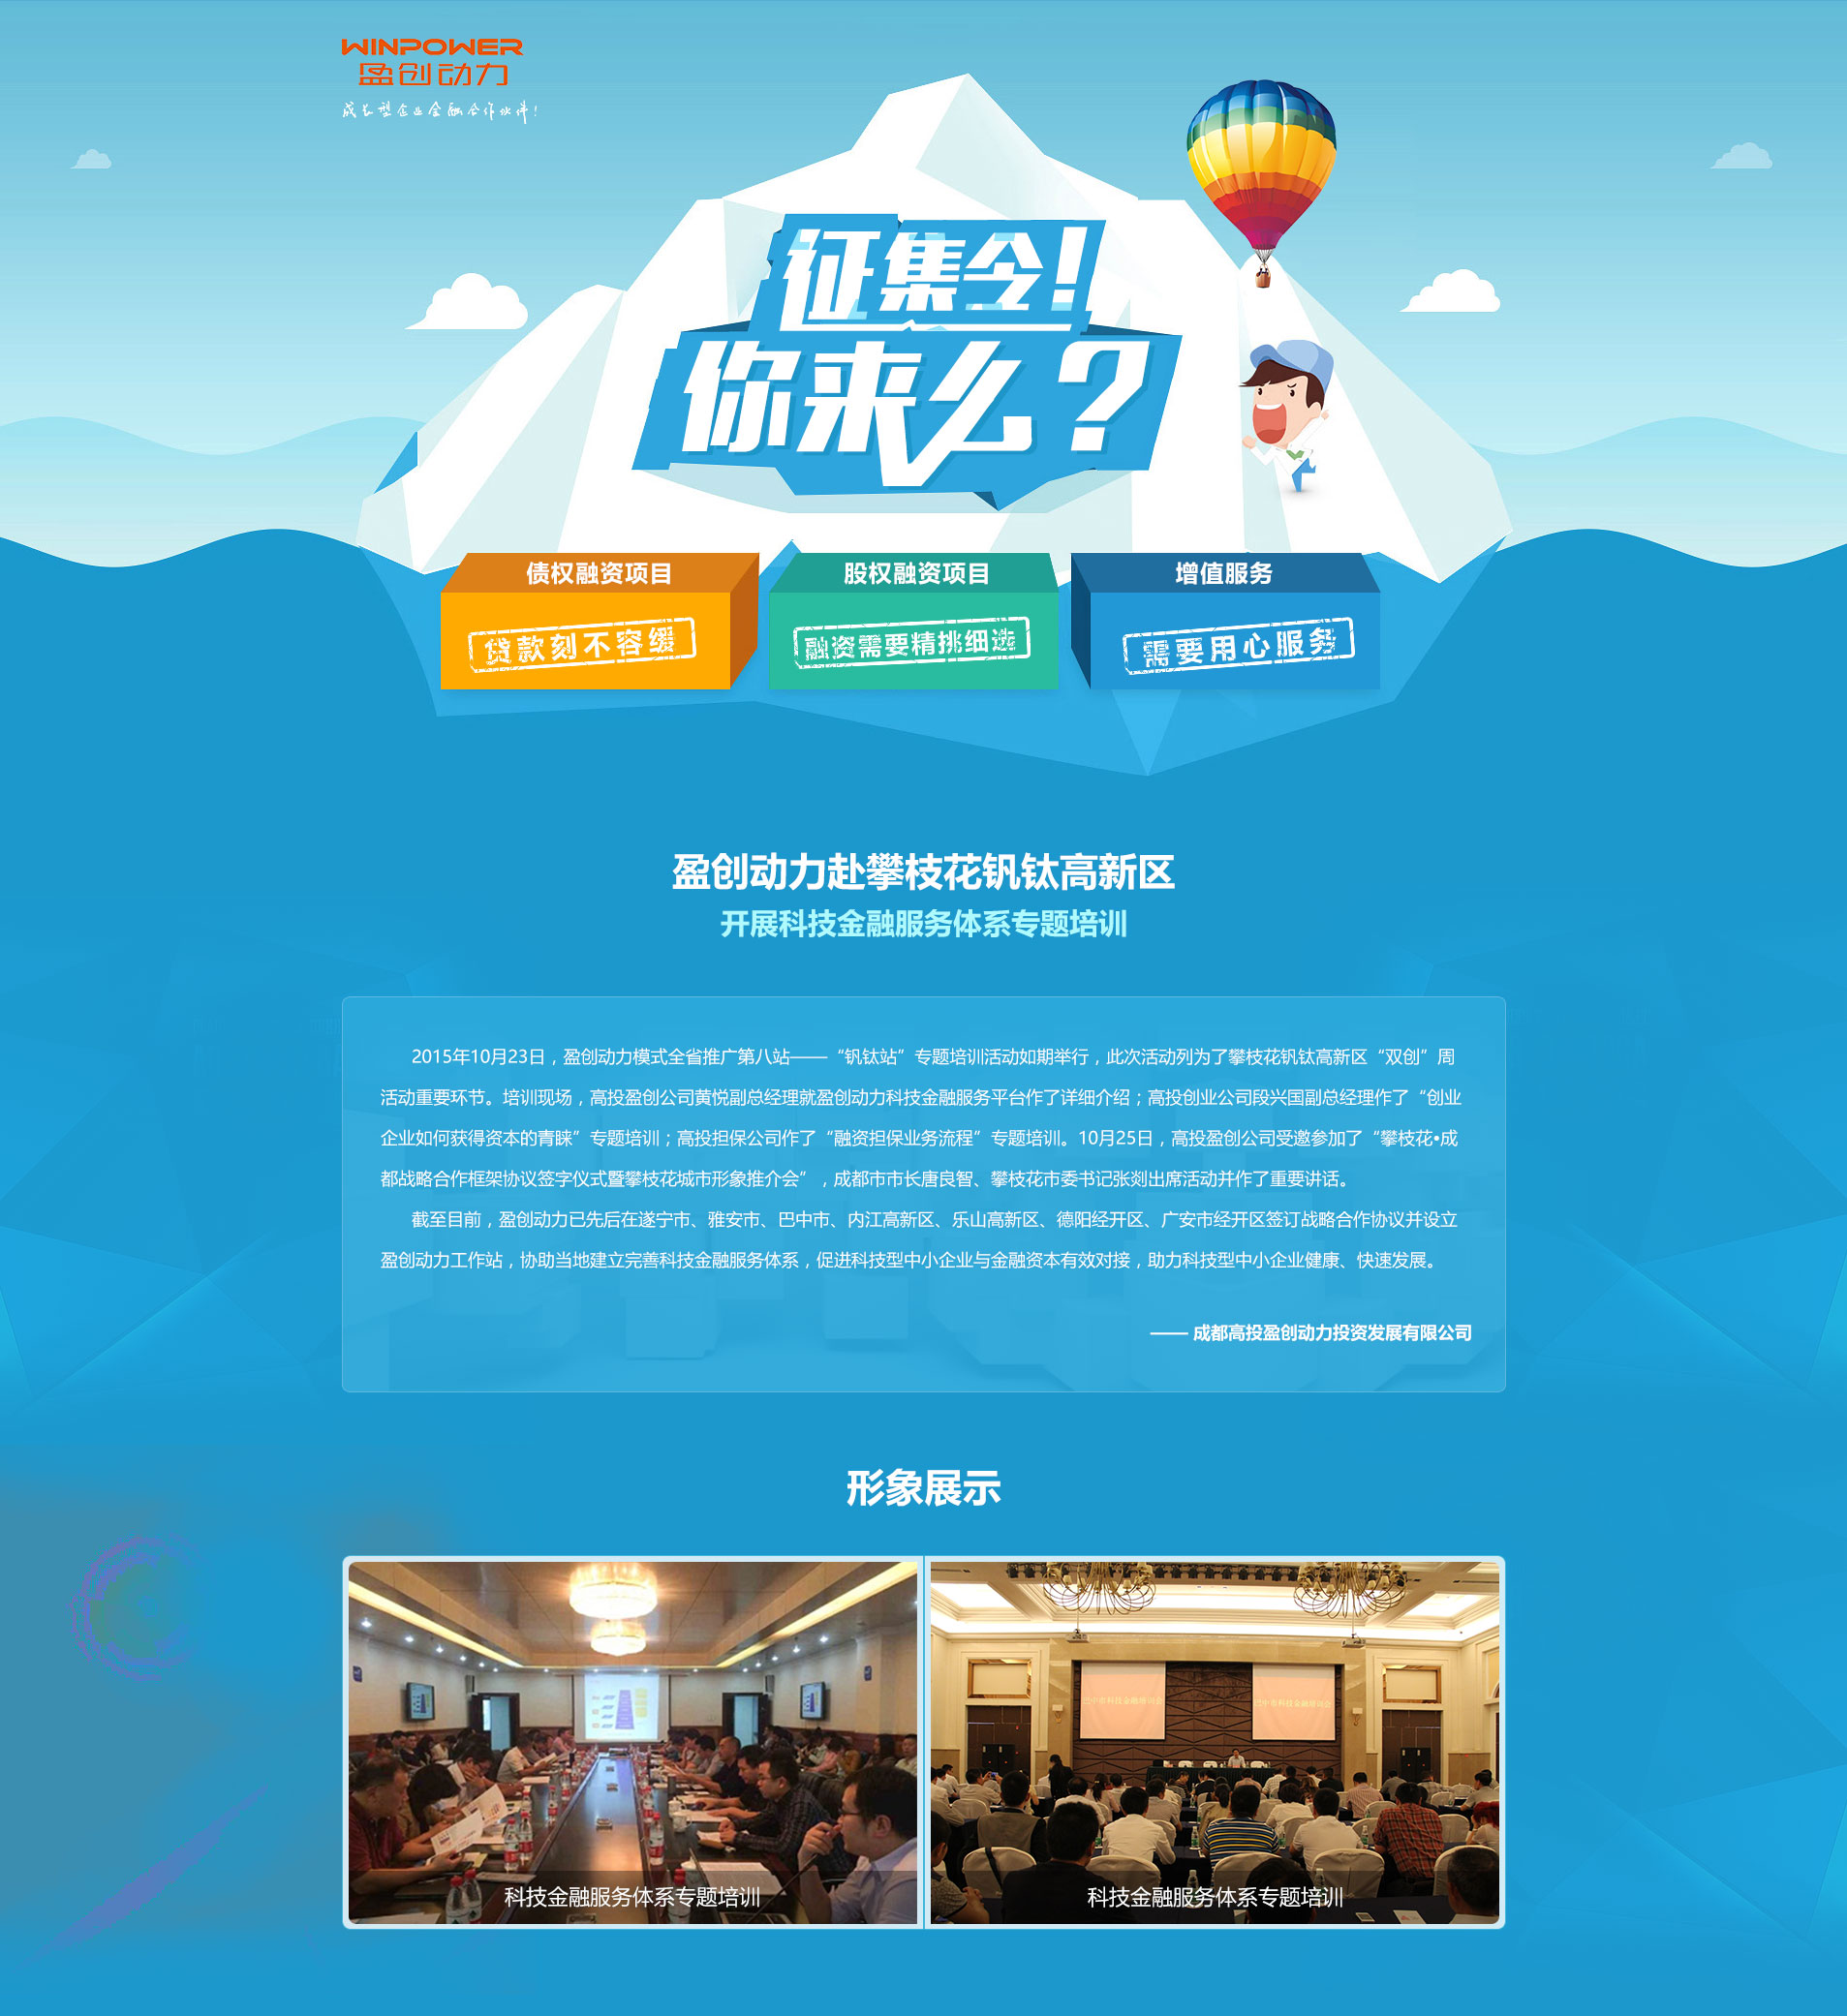 WINPOWER
盈创动力
成长型企业金融合作伙伴!
征集令!
你来么?
债权融资项目
股权融资项目
增值服务
贷款刻不容缓
融资需要精挑细选
需要用心服务
盈创动力赴攀枝花钒钛高新区
开展科技金融服务体系专题培训
2015年10月23日，盈创动力模式全省推广第八站——“钒钛站”专题培训活动如期举行，此次活动列为了攀枝花钒钛高新区“双创”周
活动重要环节。培训现场，高投盈创公司黄悦副总经理就盈创动力科技金融服务平台作了详细介绍；高投创业公司段兴国副总经理作了“创业
企业如何获得资本的青睐”专题培训；高投担保公司作了“融资担保业务流程”专题培训。10月25日，高投盈创公司受邀参加了“攀枝花•成
都战略合作框架协议签字仪式暨攀枝花城市形象推介会”，成都市市长唐良智、攀枝花市委书记张剡出席活动并作了重要讲话。
截至目前，盈创动力已先后在遂宁市、雅安市、巴中市、内江高新区、乐山高新区、德阳经开区、广安市经开区签订战略合作协议并设立
盈创动力工作站，协助当地建立完善科技金融服务体系，促进科技型中小企业与金融资本有效对接，助力科技型中小企业健康、快速发展。
—— 成都高投盈创动力投资发展有限公司
形象展示
巴中市科技金融培训会
巴中市科技金融培训会
科技金融服务体系专题培训
科技金融服务体系专题培训